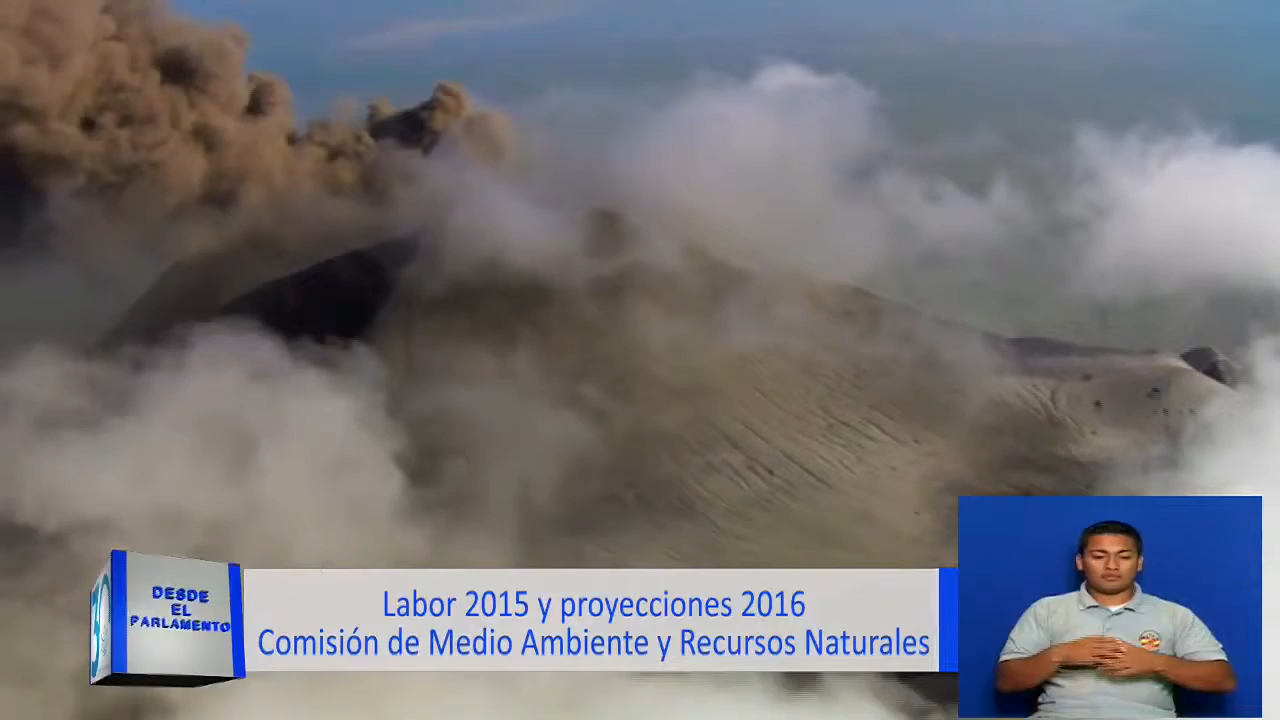 DESDE
EL
PARLAMENTO
Labor 2015 y proyecciones 2016
Comisión de Medio Ambiente y Recursos Naturales